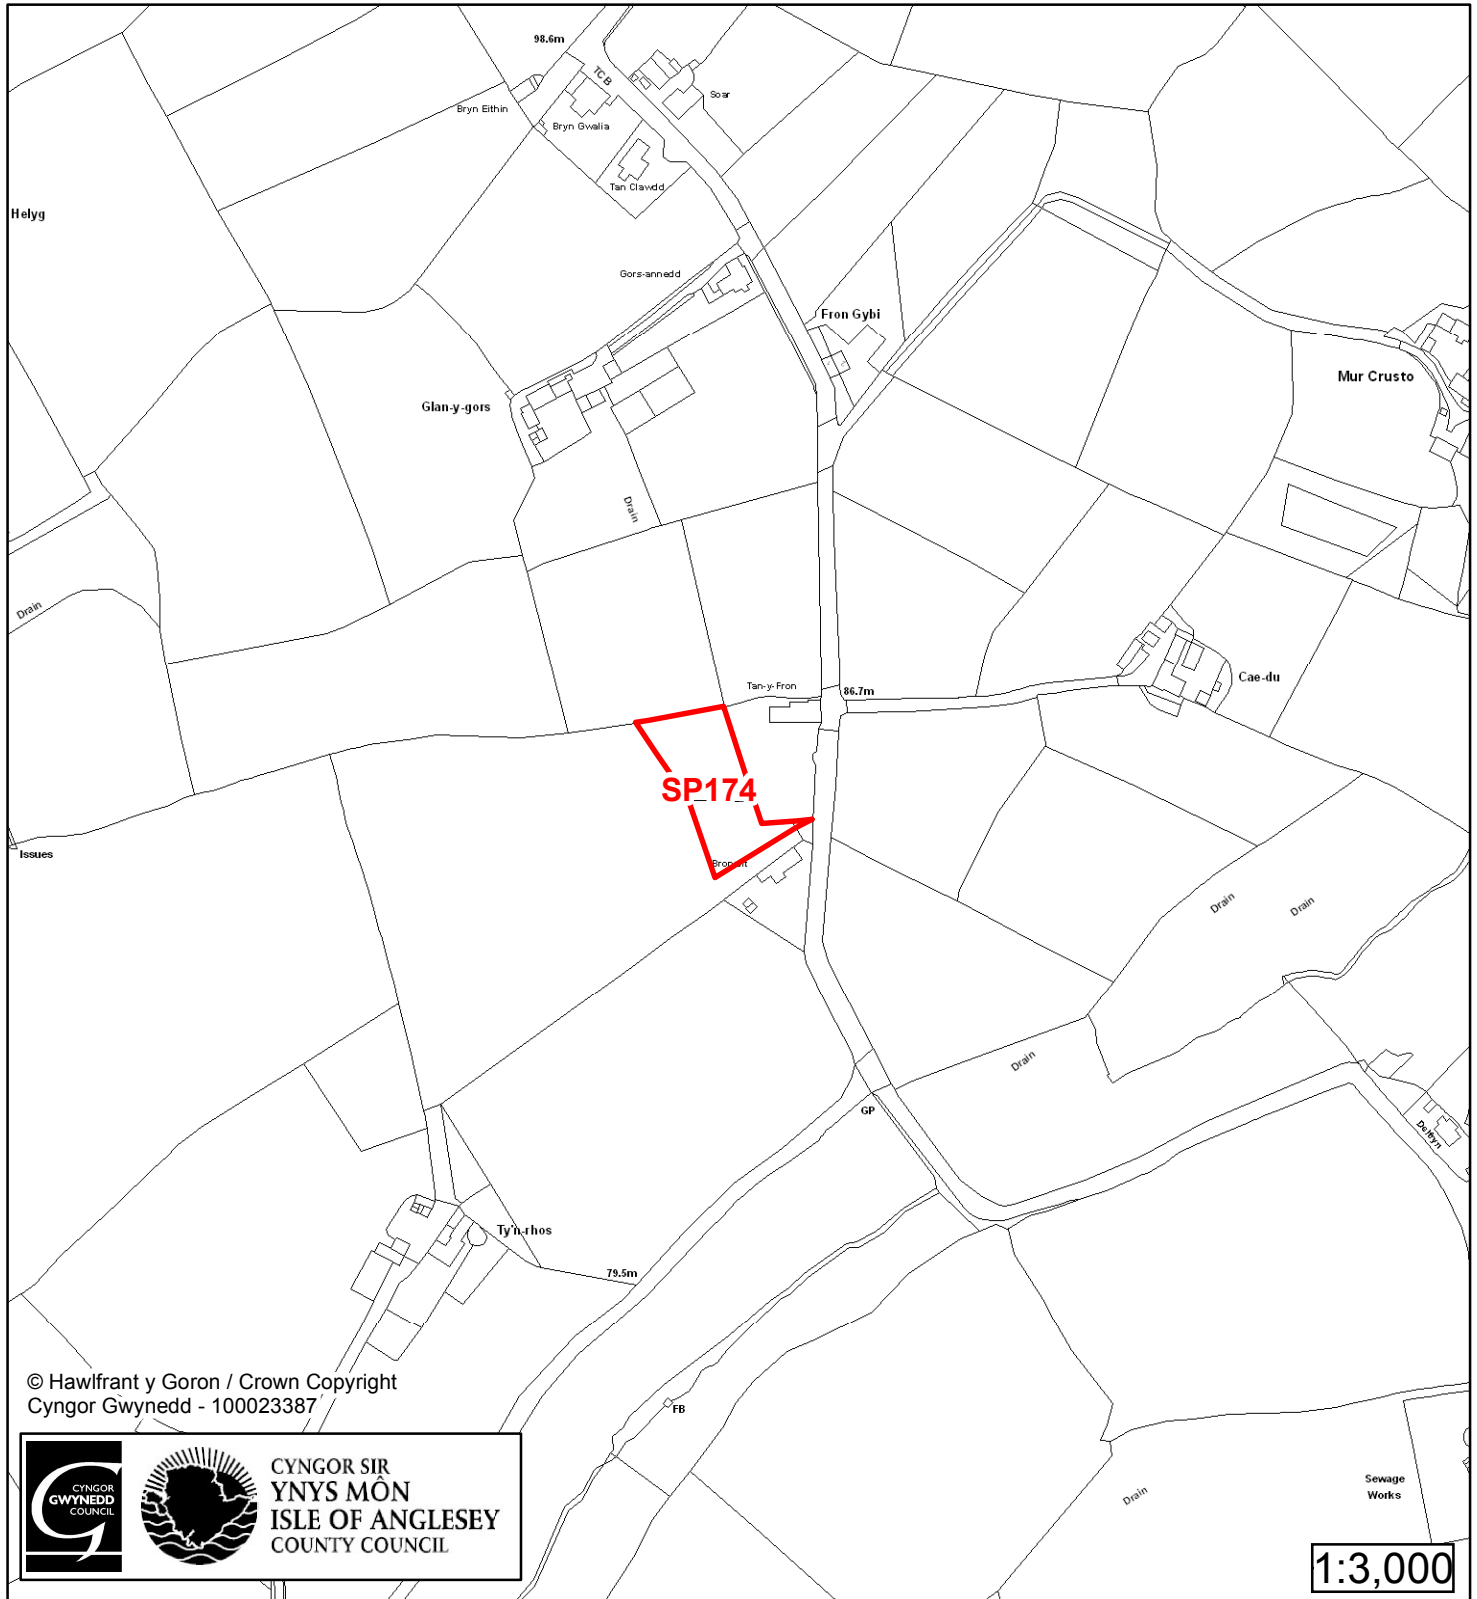 98.6m
TCB
Soar
Bryn Eithin
Bryn Gwalia
Tan Clawdd
Helyg
Gors-annedd
Fron Gybi
Mur Crusto
Glan-y-gors
Drain
Drain
Tan-y-Fron
86.7m
Cae-du
SP174
Issues
Drain
Drain
Drain
GP
Ty'n-rhos
79.5m
© Hawlfrant y Goron / Crown Copyright
Cyngor Gwynedd - 100023387
FB
Sewage
Works
Drain
CYNGOR
GWYNEDD
COUNCIL
CYNGOR SIR
YNYS MÔN
ISLE OF ANGLESEY
COUNTY COUNCIL
1:3,000